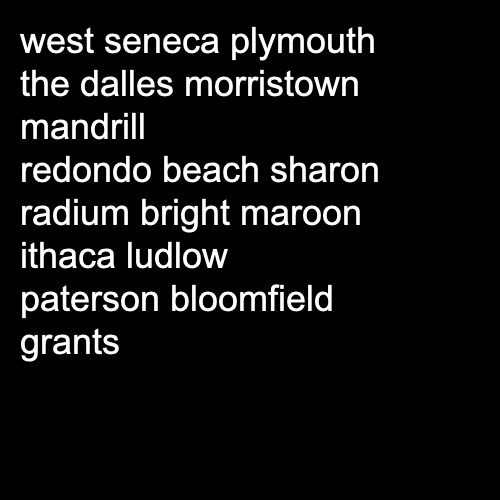 west seneca plymouth
the dalles morristown
mandrill
redondo beach sharon
radium bright maroon
ithaca ludlow
paterson bloomfield
grants